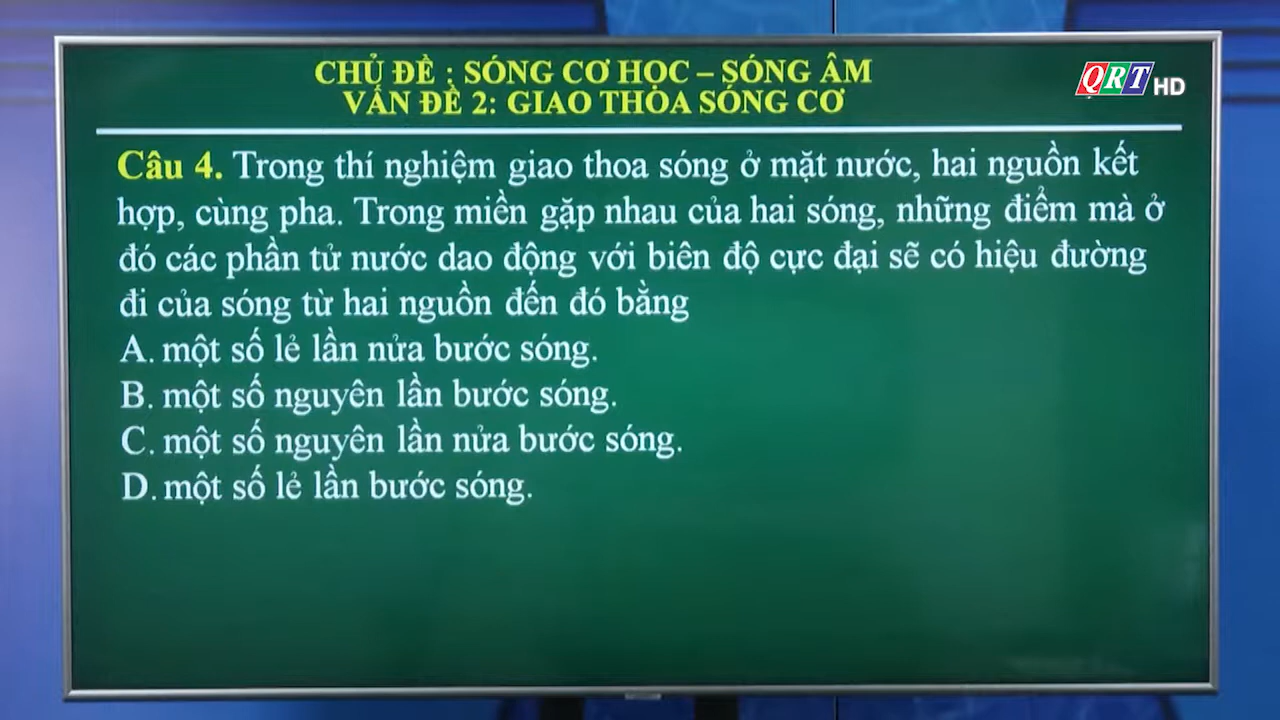 CHỦ ĐỀ : SÓNG CƠ HỌC – SÓNG ÂM
VẤN ĐỀ 2: GIAO THOA SÓNG CƠ
QRT HD
Câu 4. Trong thí nghiệm giao thoa sóng ở mặt nước, hai nguồn kết
hợp, cùng pha. Trong miền gặp nhau của hai sóng, những điểm mà ở
đó các phần tử nước dao động với biên độ cực đại sẽ có hiệu đường
đi của sóng từ hai nguồn đến đó bằng
A. một số lẻ lần nửa bước sóng.
B. một số nguyên lần bước sóng.
C. một số nguyên lần nửa bước sóng.
D. một số lẻ lần bước sóng.